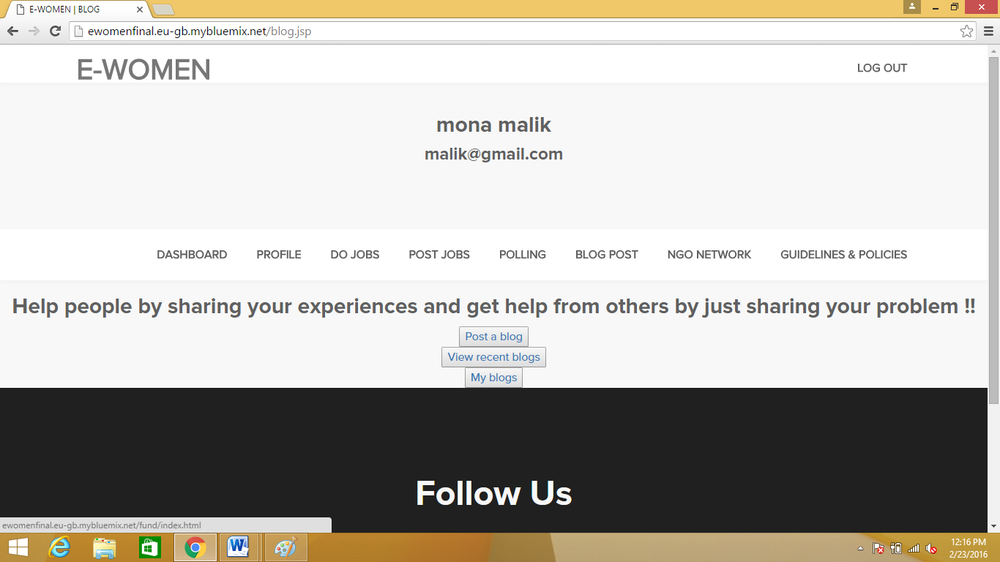 E-WOMEN | BLOG
ewomenfinal.eu-gb.mybluemix.net/blog.jsp
E-WOMEN
LOG OUT
mona malik
malik@gmail.com
DASHBOARD PROFILE DO JOBS POST JOBS POLLING BLOG POST NGO NETWORK GUIDELINES & POLICIES
Help people by sharing your experiences and get help from others by just sharing your problem !!
Post a blog
View recent blogs
My blogs
Follow Us
ewomenfinal.eu-gb.mybluemix.net/fund/index.html
12:16 PM
2/23/2016